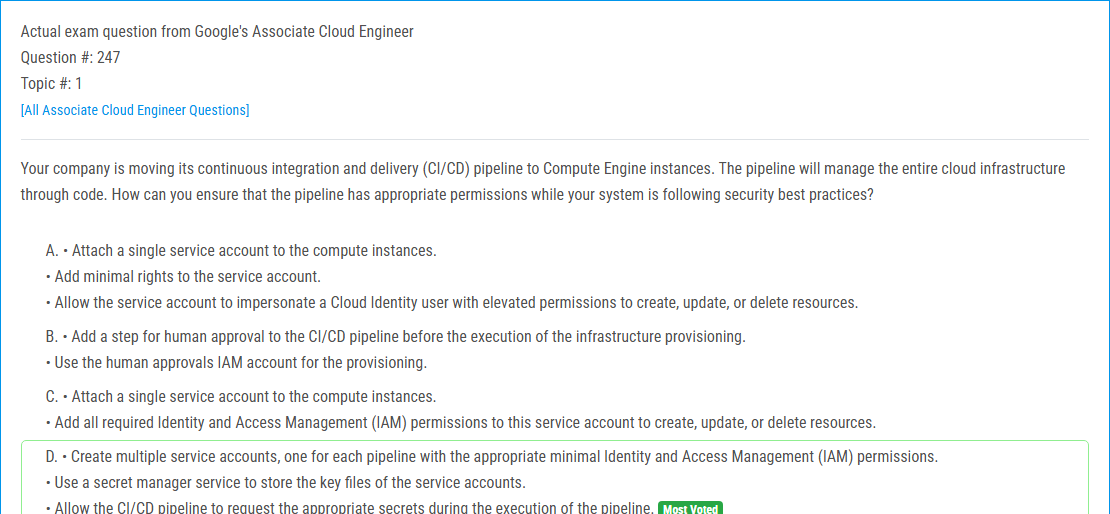 Actual exam question from Google's Associate Cloud Engineer
Question #: 247
Topic #: 1
[All Associate Cloud Engineer Questions]
Your company is moving its continuous integration and delivery (CI/CD) pipeline to Compute Engine instances. The pipeline will manage the entire cloud infrastructure
through code. How can you ensure that the pipeline has appropriate permissions while your system is following security best practices?
A. • Attach a single service account to the compute instances.
• Add minimal rights to the service account.
• Allow the service account to impersonate a Cloud Identity user with elevated permissions to create, update, or delete resources.
B. • Add a step for human approval to the CI/CD pipeline before the execution of the infrastructure provisioning.
• Use the human approvals IAM account for the provisioning.
C. • Attach a single service account to the compute instances.
• Add all required Identity and Access Management (IAM) permissions to this service account to create, update, or delete resources.
D. • Create multiple service accounts, one for each pipeline with the appropriate minimal Identity and Access Management (IAM) permissions.
• Use a secret manager service to store the key files of the service accounts.
• Allow the CI/CD pipeline to request the appropriate secrets during the execution of the pipeline. Most Voted